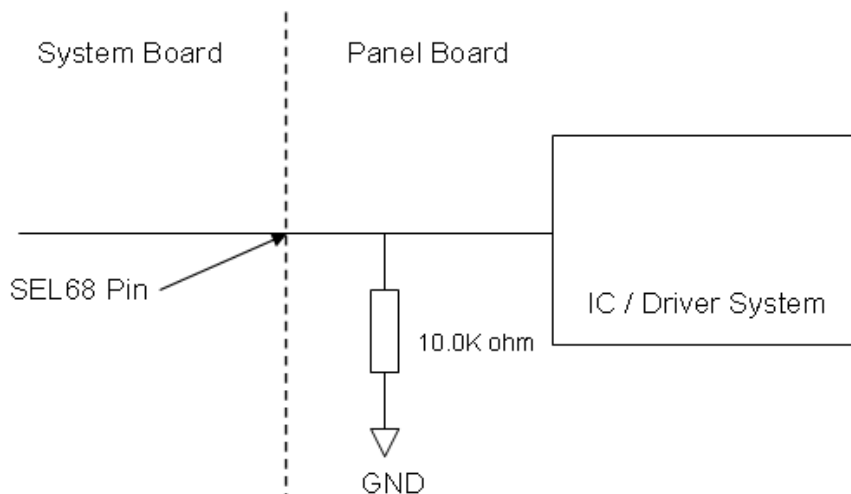 System Board
Panel Board
SEL68 Pin
IC / Driver System
10.0K ohm
GND